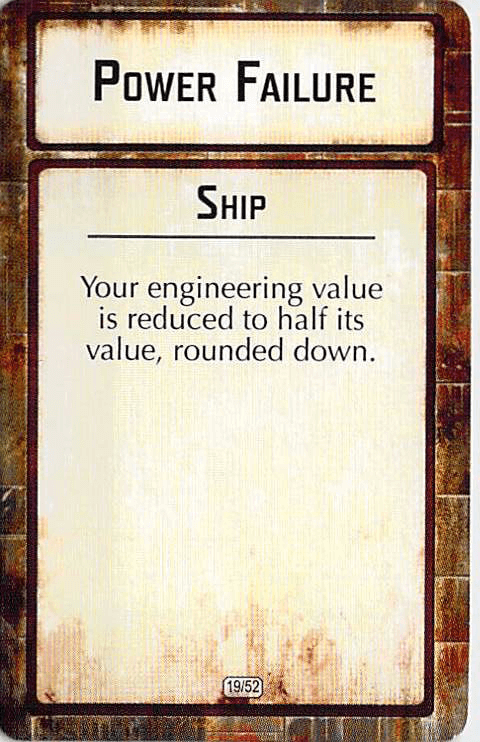 Power Failure
Ship
Your engineering value
is reduced to half its
value, rounded down.
19/52